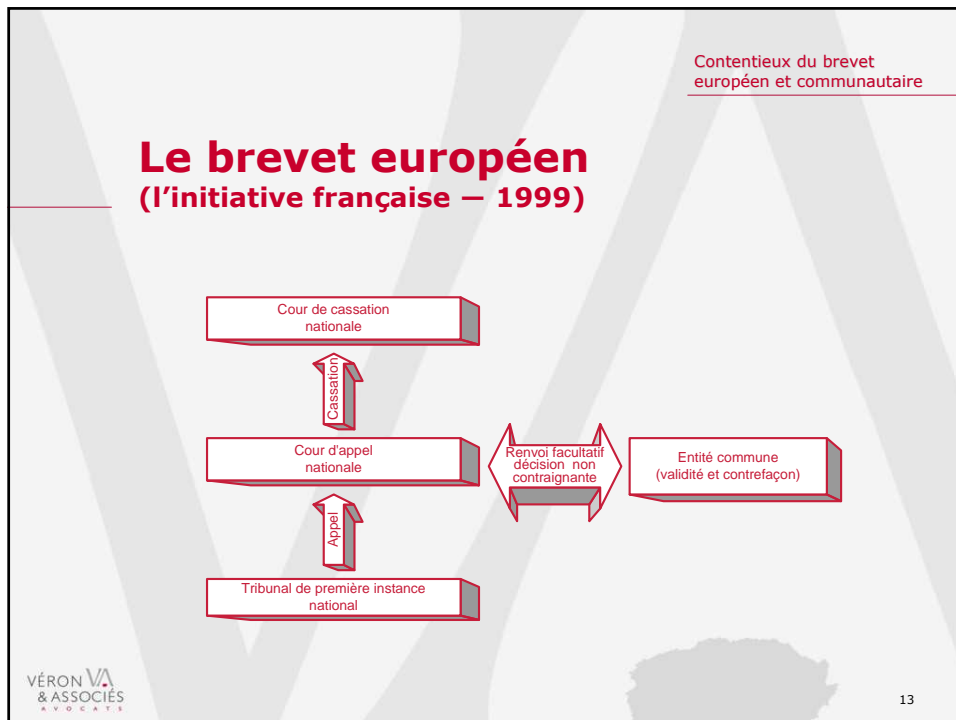 Contentieux du brevet
européen et communautaire
Le brevet européen
(l’initiative française — 1999)
Cour de cassation
nationale
Cassation
Cour d'appel
nationale
Renvoi facultatif
décision non
contraignante
Entité commune
(validité et contrefaçon)
Appel
Tribunal de première instance
national
VÉRON VA
& ASSOCIÉS
AVOCATS
13